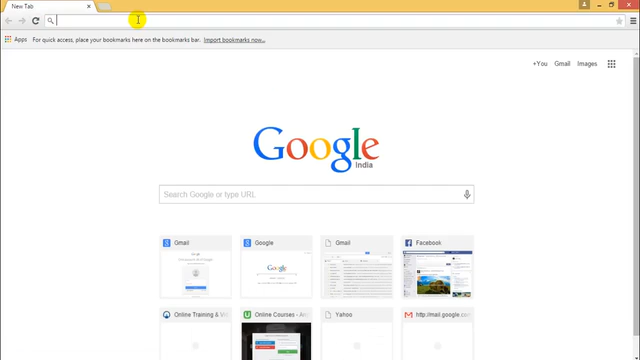 New Tab
Apps For quick access, place your bookmarks here on the bookmarks bar. Import bookmarks now...
+You Gmail Images
Google
India
Search Google or type URL
Gmail Google Gmail Facebook
Online Training & Vi Online Courses - An Yahoo http://mail.google.com